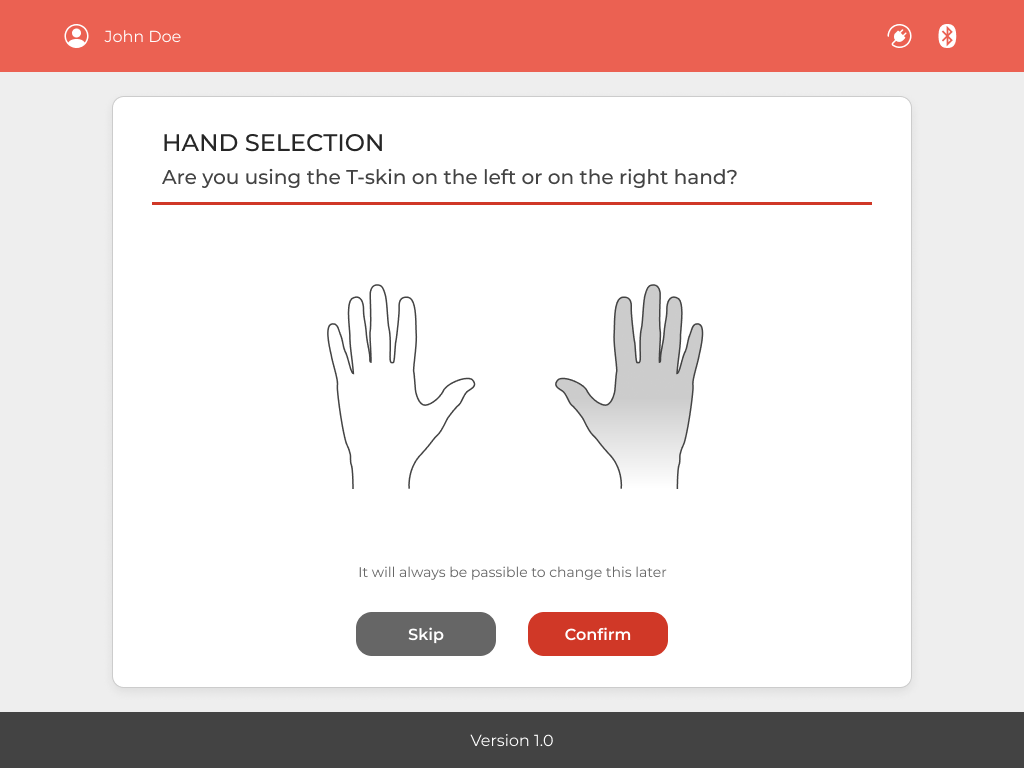 John Doe
HAND SELECTION
Are you using the T-skin on the left or on the right hand?
It will always be passible to change this later
Skip
Confirm
Version 1.0